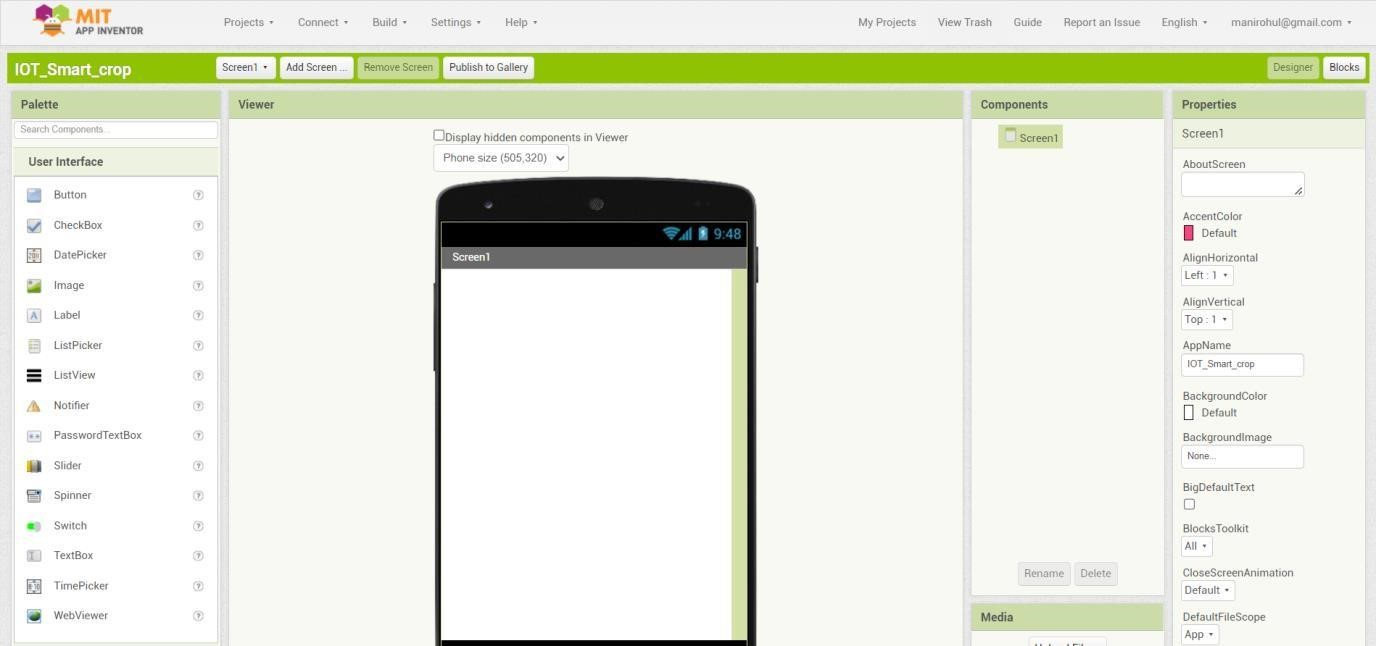 MIT
APP INVENTOR
Projects Connect Build Settings Help My Projects View Trash Guide Report an Issue English manirohul@gmail.com
IOT_Smart_crop Screen1 Add Screen ... Remove Screen Publish to Gallery Designer Blocks
Palette
Search Components...
User Interface
Button
CheckBox
DatePicker
Image
Label
ListPicker
ListView
Notifier
PasswordTextBox
Slider
Spinner
Switch
TextBox
TimePicker
WebViewer
Viewer
Display hidden components in Viewer
Phone size (505,320)
9:48
Screen1
Components
Screen1
Rename Delete
Media
Properties
Screen1
AboutScreen
AccentColor
Default
AlignHorizontal
Left : 1
AlignVertical
Top : 1
AppName
IOT_Smart_crop
BackgroundColor
Default
BackgroundImage
None...
BigDefaultText
BlocksToolkit
All
CloseScreenAnimation
Default
DefaultFileScope
App